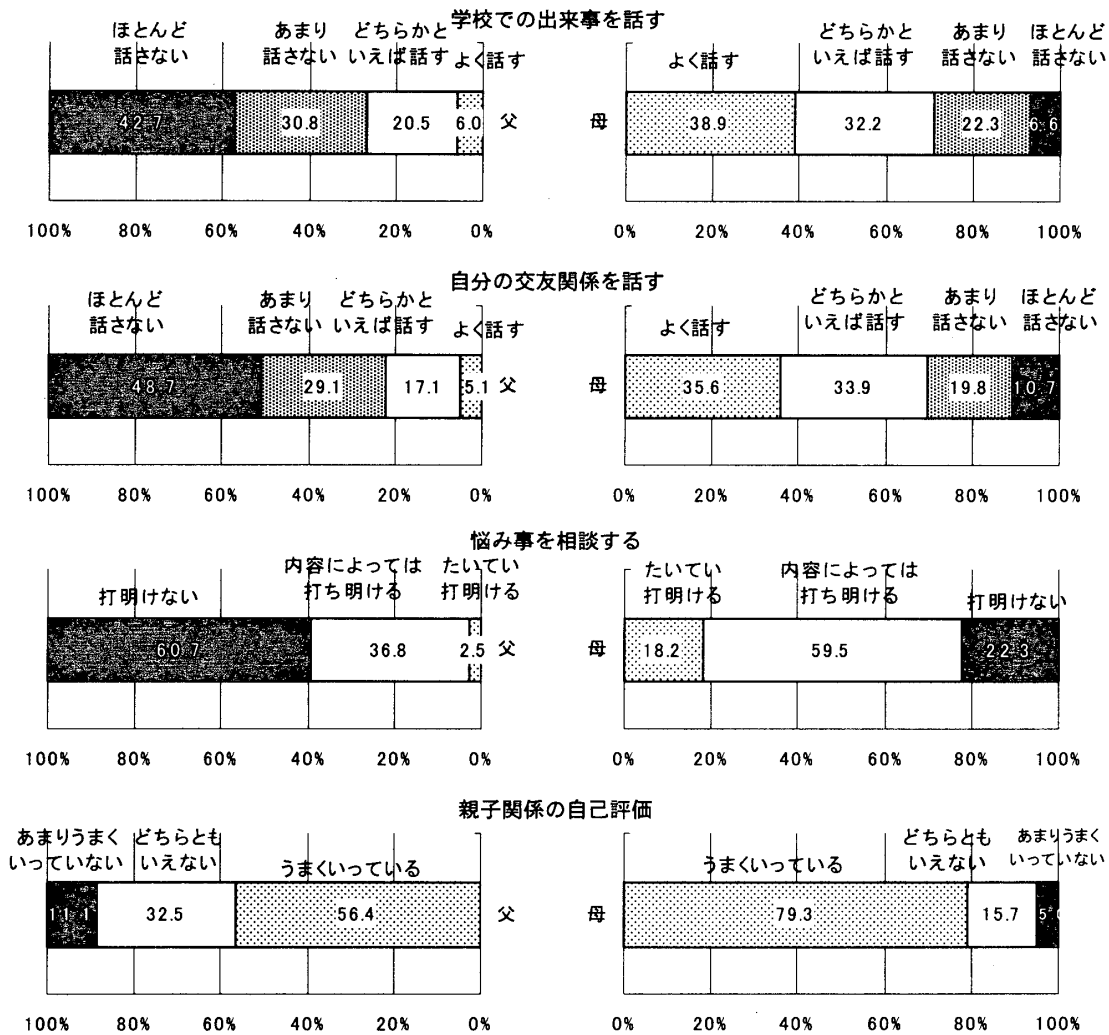 学校での出来事を話す
ほとんど
話さない
あまり
話さない
どちらかと
いえば話す
よく話す
42.7
30.8
20.5
6.0
父
100% 80% 60% 40% 20% 0%
よく話す
どちらかと
いえば話す
あまり
話さない
ほとんど
話さない
母
38.9
32.2
22.3
6.6
0% 20% 40% 60% 80% 100%
自分の交友関係を話す
ほとんど
話さない
あまり
話さない
どちらかと
いえば話す
よく話す
48.7
29.1
17.1
5.1
父
100% 80% 60% 40% 20% 0%
よく話す
どちらかと
いえば話す
あまり
話さない
ほとんど
話さない
母
35.6
33.9
19.8
10.7
0% 20% 40% 60% 80% 100%
悩み事を相談する
打明けない
内容によっては
打ち明ける
たいてい
打明ける
60.7
36.8
2.5
父
100% 80% 60% 40% 20% 0%
たいてい
打明ける
内容によっては
打ち明ける
打明けない
母
18.2
59.5
22.3
0% 20% 40% 60% 80% 100%
親子関係の自己評価
あまりうまく
いっていない
どちらとも
いえない
うまくいっている
11.1
32.5
56.4
父
100% 80% 60% 40% 20% 0%
うまくいっている
どちらとも
いえない
あまりうまく
いっていない
母
79.3
15.7
5.0
0% 20% 40% 60% 80% 100%